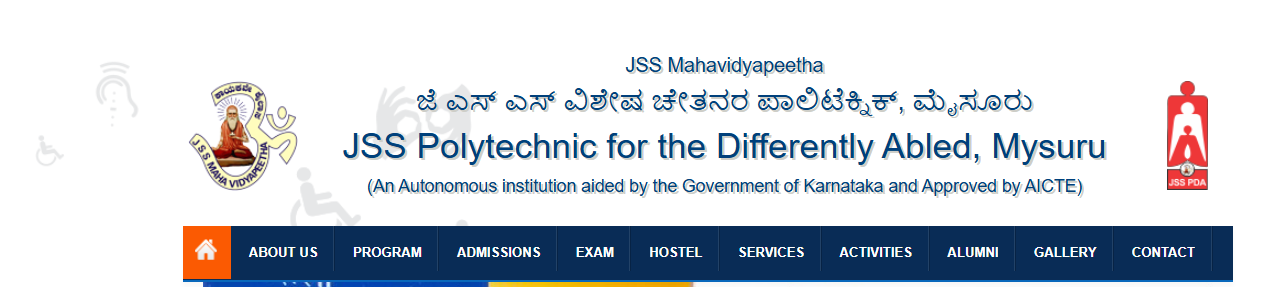 JSS Mahavidyapeetha
ಜೆ ಎಸ್ ಎಸ್ ವಿಶೇಷ ಚೇತನರ ಪಾಲಿಟೆಕ್ನಿಕ್, ಮೈಸೂರು
JSS Polytechnic for the Differently Abled, Mysuru
(An Autonomous institution aided by the Government of Karnataka and Approved by AICTE)
ಕಾಯಕವೇ ಕೈಲಾಸ
JSS MAHA VIDYAPEETHA
JSS PDA
ABOUT US PROGRAM ADMISSIONS EXAM HOSTEL SERVICES ACTIVITIES ALUMNI GALLERY CONTACT